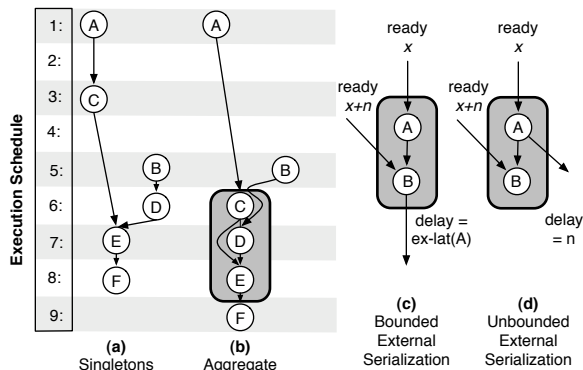 Execution Schedule
1:
2:
3:
4:
5:
6:
7:
8:
9:
A
C
B
D
E
F
(a)
Singletons
A
B
C
D
E
F
(b)
Aggregate
ready
x
ready
x+n
A
B
delay =
ex-lat(A)
(c)
Bounded
External
Serialization
ready
x
ready
x+n
A
B
delay
= n
(d)
Unbounded
External
Serialization